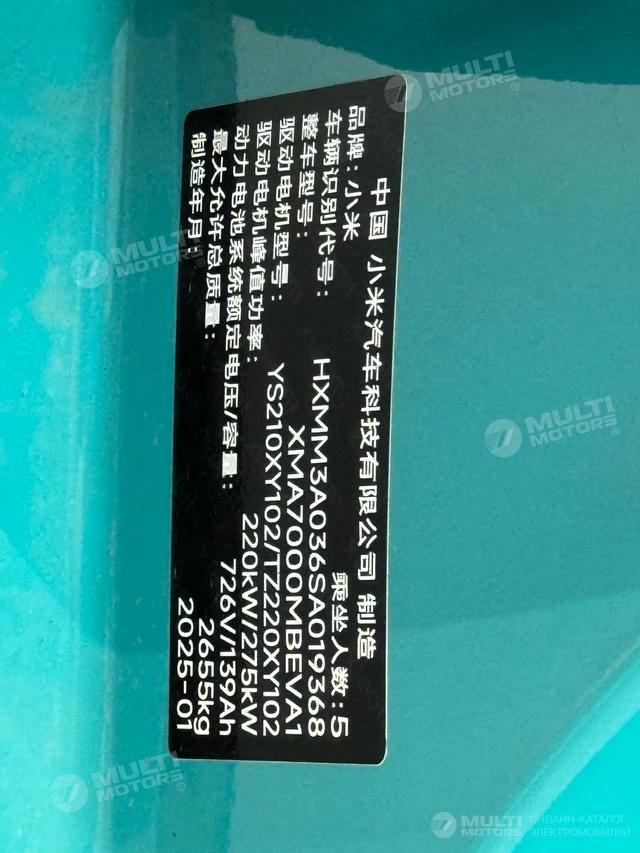 中国 小米汽车科技有限公司 制造
品牌:小米 乘坐人数:5
车辆识别代号: HXMM3A036SA019368
整车型号: XMA7000MBEVA1
驱动电机型号: YS210XY102/TZ220XY102
驱动电机峰值功率: 220kW/275kW
动力电池系统额定电压/容量: 726V/139Ah
最大允许总质量: 2655kg
制造年月: 2025-01
MULTI MOTORS®
MULTI MOTORS®
MULTI MOTORS®
MULTI MOTORS®
MULTI MOTORS®
ОНЛАЙН-КАТАЛОГ
ЭЛЕКТРОМОБИЛЕЙ